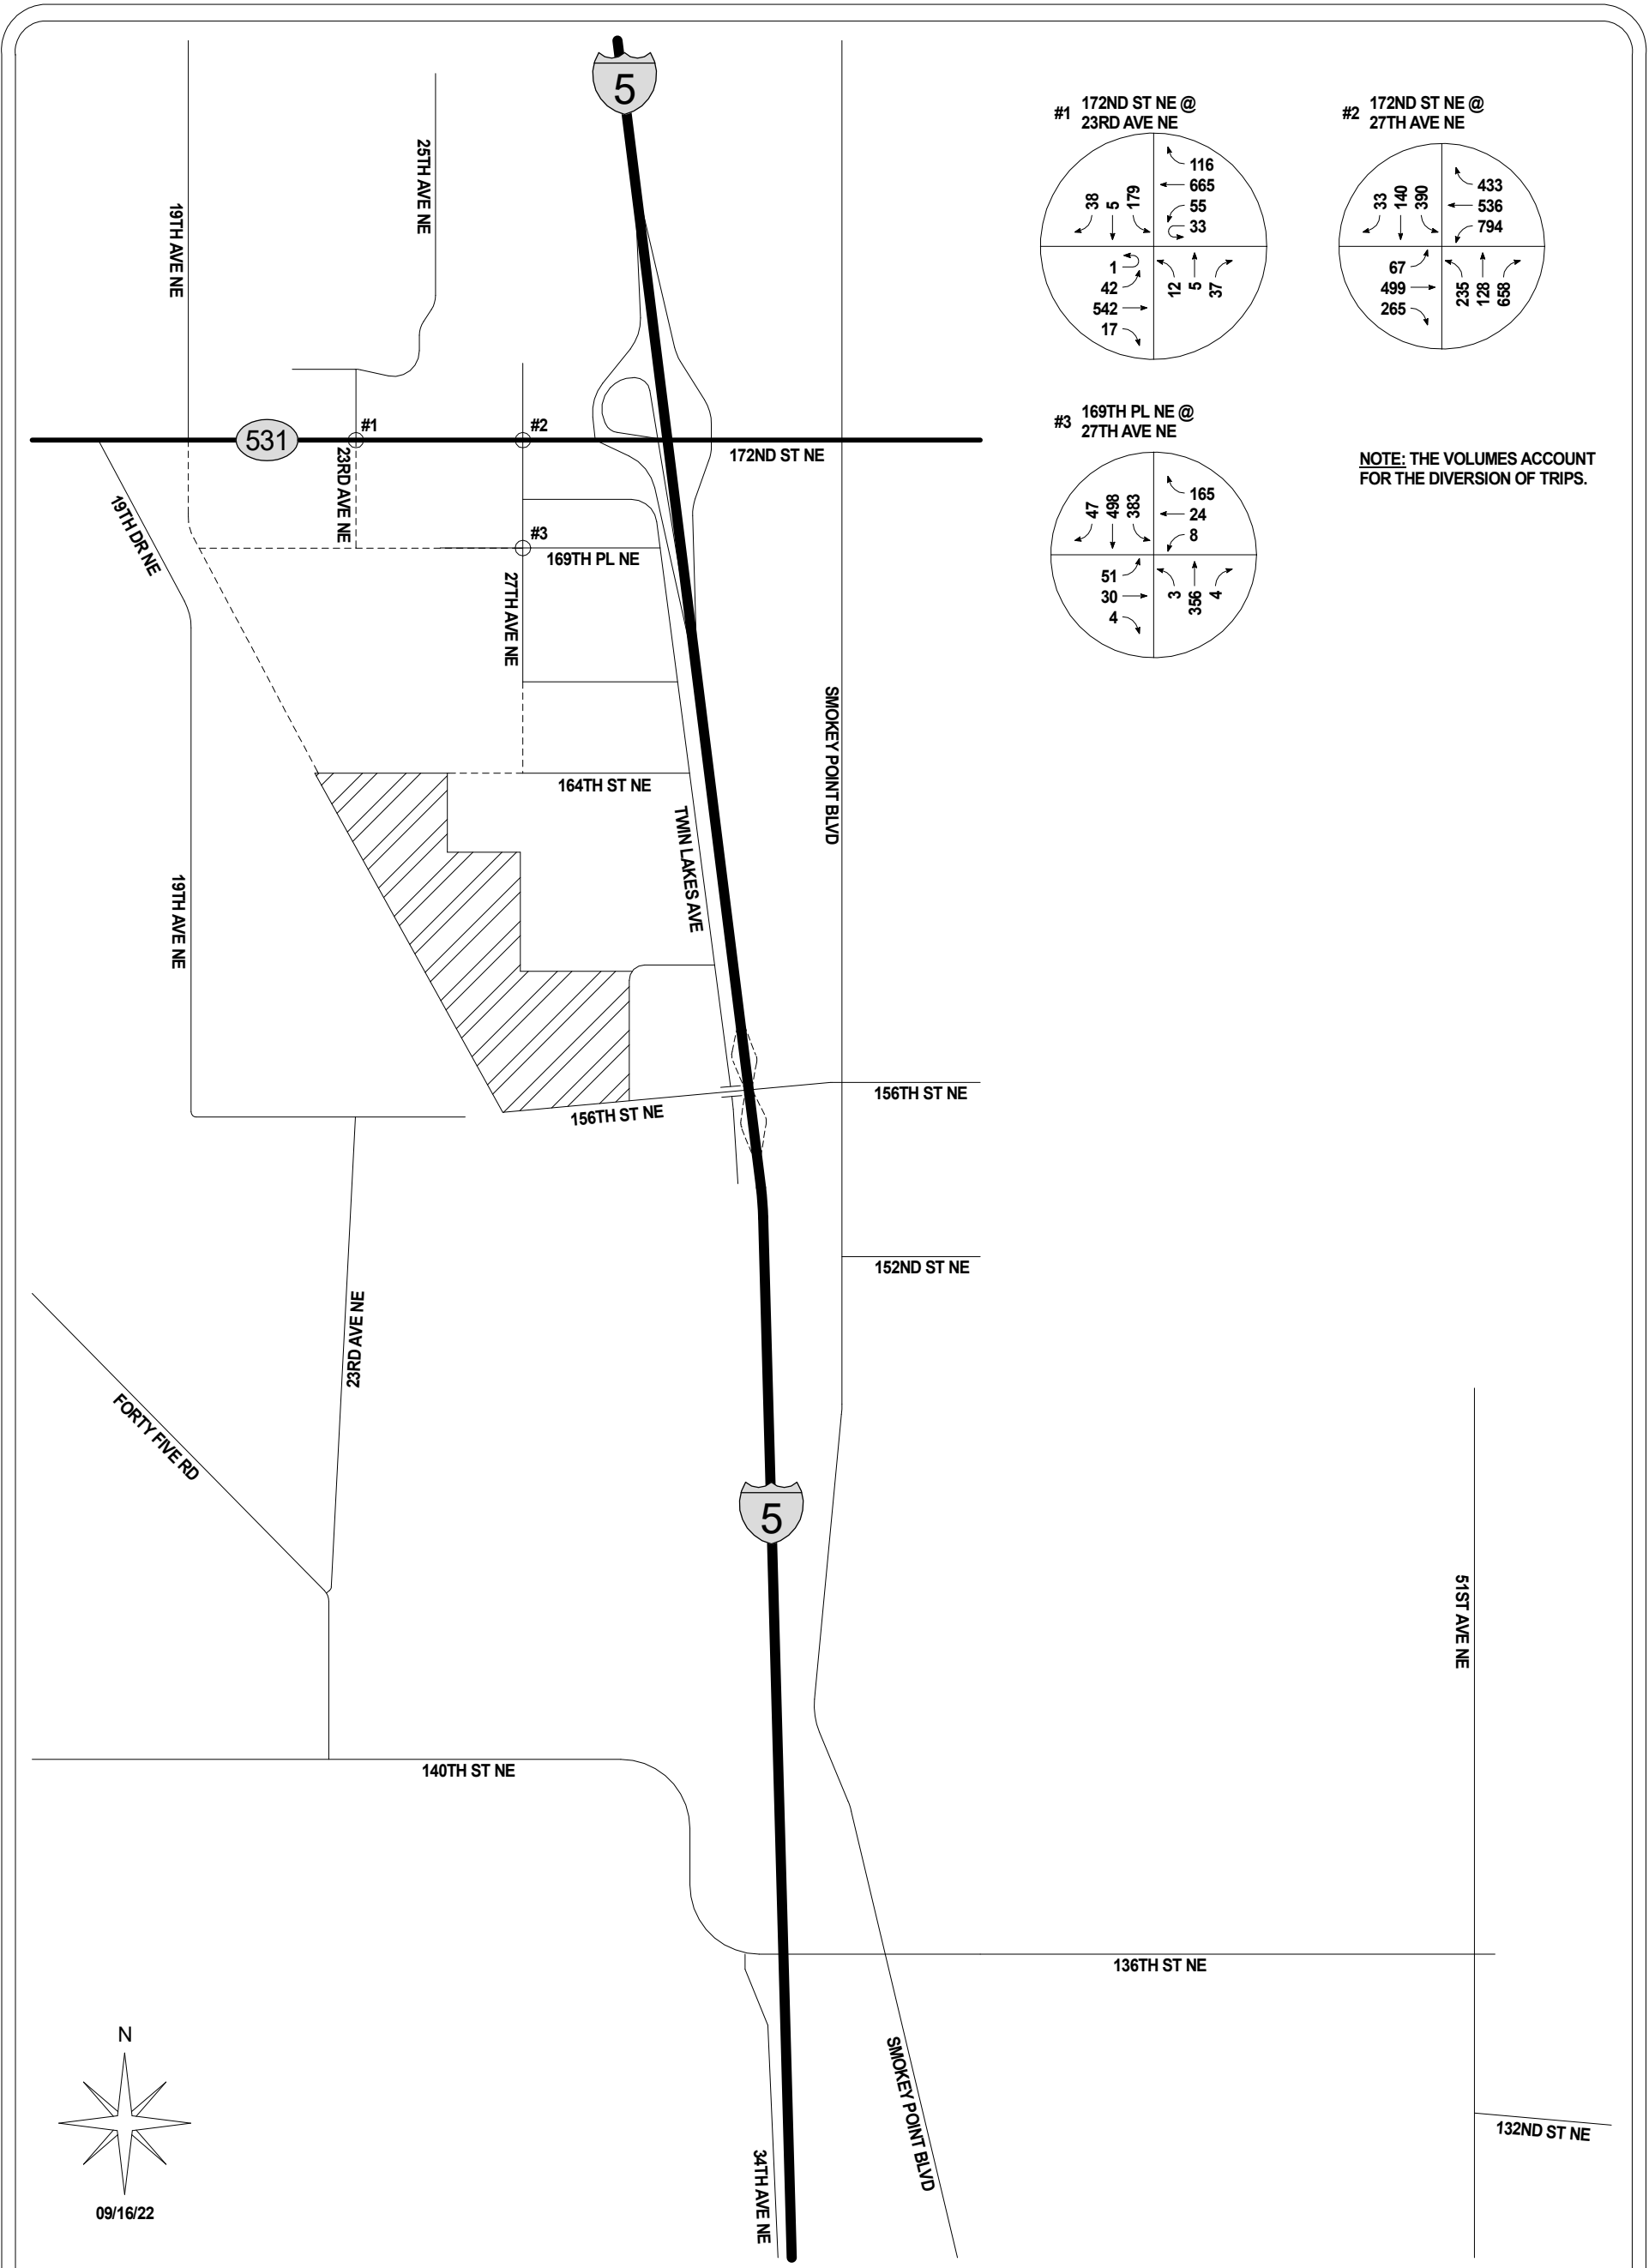 5
#1 172ND ST NE @
23RD AVE NE
116
665
55
33
38
5
179
1
42
542
17
12
5
37
#2 172ND ST NE @
27TH AVE NE
433
536
794
33
140
390
67
499
265
235
128
658
#3 169TH PL NE @
27TH AVE NE
165
24
8
47
498
383
51
30
4
3
356
4
NOTE: THE VOLUMES ACCOUNT
FOR THE DIVERSION OF TRIPS.
19TH AVE NE
25TH AVE NE
531
#1
#2
172ND ST NE
23RD AVE NE
19TH DR NE
#3
169TH PL NE
27TH AVE NE
SMOKEY POINT BLVD
164TH ST NE
TWIN LAKES AVE
19TH AVE NE
156TH ST NE
156TH ST NE
152ND ST NE
23RD AVE NE
FORTY FIVE RD
5
51ST AVE NE
140TH ST NE
136TH ST NE
N
09/16/22
34TH AVE NE
SMOKEY POINT BLVD
132ND ST NE